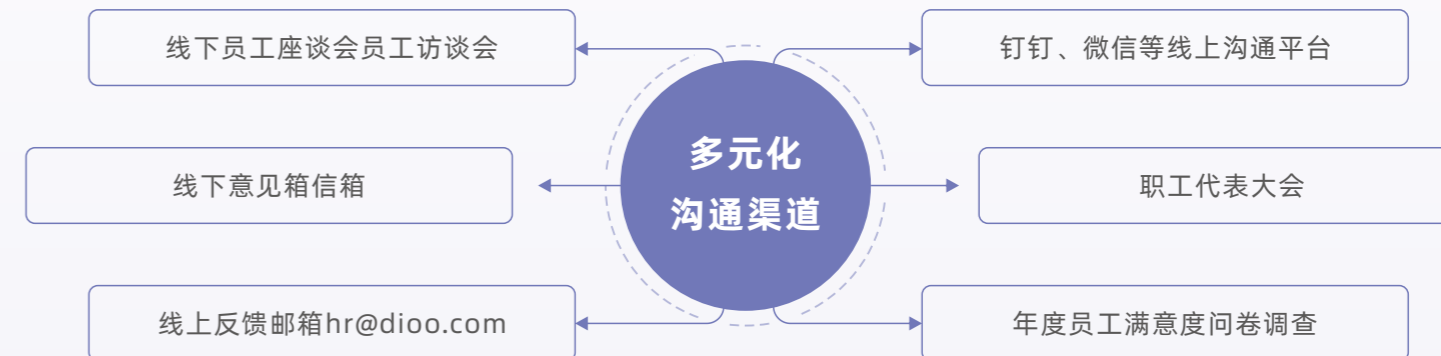 线下员工座谈会员工访谈会
钉钉、微信等线上沟通平台
多元化
沟通渠道
线下意见箱信箱
职工代表大会
线上反馈邮箱hr@dioo.com
年度员工满意度问卷调查